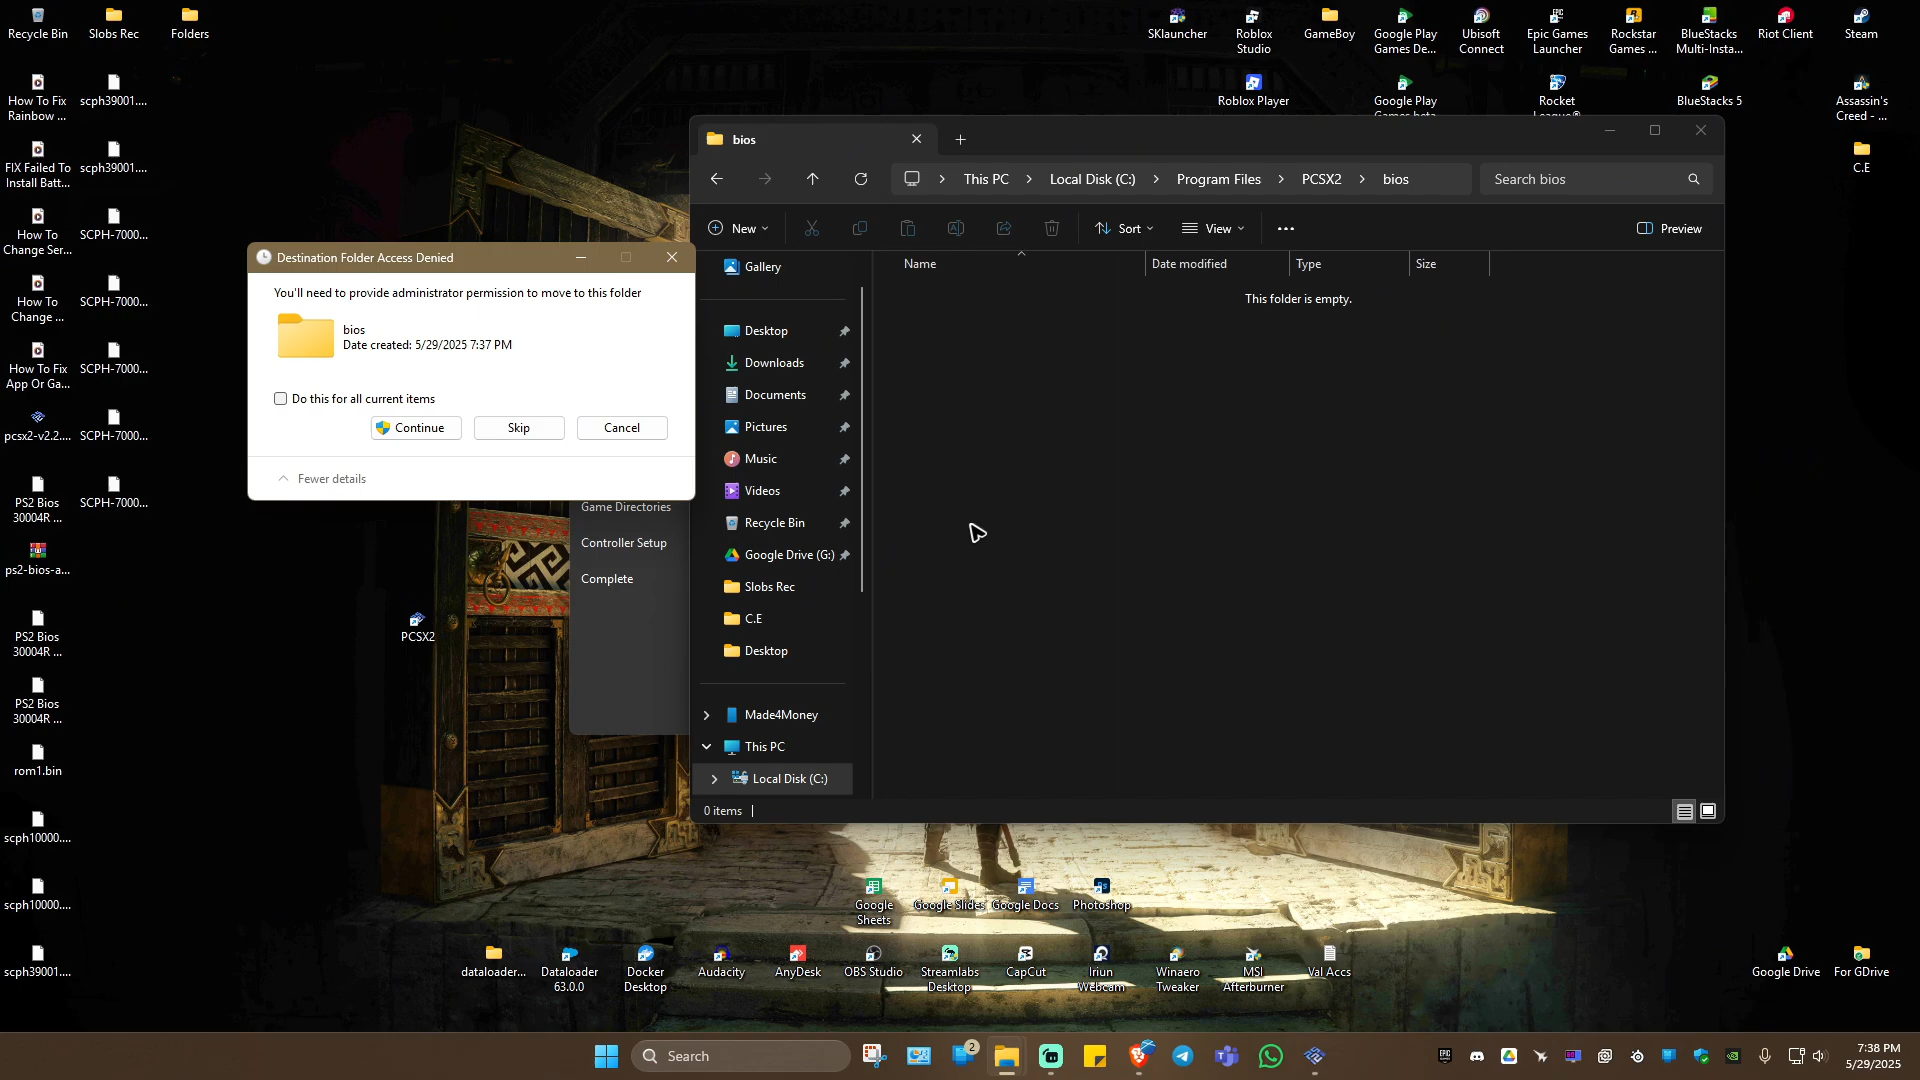 Recycle Bin
Slobs Rec
Folders
How To Fix
Rainbow ...
scph39001....
FIX Failed To
Install Batt...
scph39001....
How To
Change Ser...
SCPH-7000...
How To
Change ...
SCPH-7000...
How To Fix
App Or Ga...
SCPH-7000...
pcsx2-v2.2....
SCPH-7000...
PS2 Bios
30004R ...
SCPH-7000...
ps2-bios-a...
PS2 Bios
30004R ...
PS2 Bios
30004R ...
rom1.bin
scph10000....
scph10000....
scph39001....
SKlauncher
Roblox
Studio
GameBoy
Google Play
Games De...
Ubisoft
Connect
Epic Games
Launcher
Rockstar
Games ...
BlueStacks
Multi-Insta...
Riot Client
Steam
Roblox Player
Google Play
Games beta
Rocket
League®
BlueStacks 5
Assassin's
Creed - ...
C.E
bios
This PC
Local Disk (C:)
Program Files
PCSX2
bios
Search bios
New
Sort
View
Preview
Gallery
Desktop
Downloads
Documents
Pictures
Music
Videos
Recycle Bin
Google Drive (G:)
Slobs Rec
C.E
Desktop
Made4Money
This PC
Local Disk (C:)
Name
Date modified
Type
Size
This folder is empty.
0 items
Destination Folder Access Denied
You'll need to provide administrator permission to move to this folder
bios
Date created: 5/29/2025 7:37 PM
Do this for all current items
Continue
Skip
Cancel
Fewer details
Game Directories
Controller Setup
Complete
PCSX2
Google
Sheets
Google Slides
Google Docs
Photoshop
dataloader...
Dataloader
63.0.0
Docker
Desktop
Audacity
AnyDesk
OBS Studio
Streamlabs
Desktop
CapCut
Iriun
Webcam
Winaero
Tweaker
MSI
Afterburner
Val Accs
Google Drive
For GDrive
Search
2
7:38 PM
5/29/2025